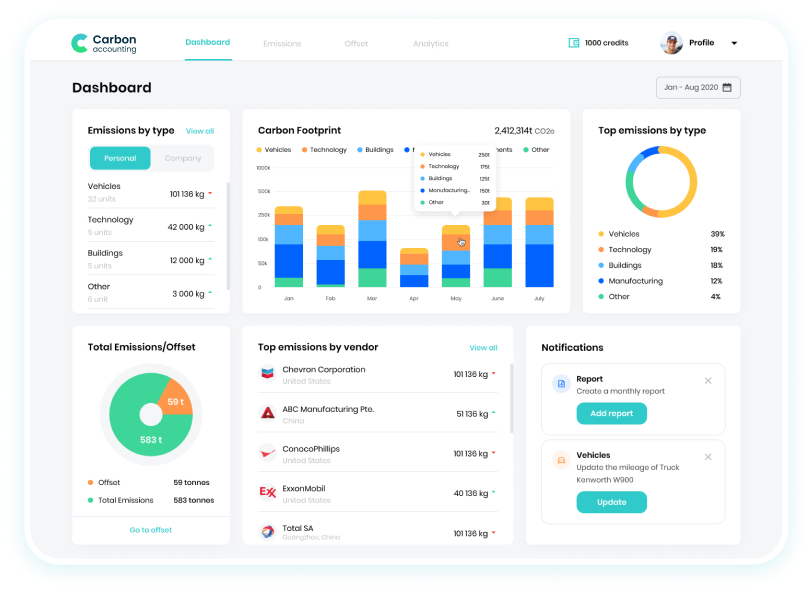 Carbon
accounting
Dashboard
Emissions
Offset
Analytics
1000 credits
Profile
Dashboard
Jan - Aug 2020
Emissions by type
View all
Personal
Company
Vehicles
32 units
101 136 kg
Technology
5 units
42 000 kg
Buildings
5 units
12 000 kg
Other
6 unit
3 000 kg
Carbon Footprint
2,412,314t CO2e
Vehicles
Technology
Buildings
Other
Vehicles 250t
Technology 175t
Buildings 125t
Manufacturing.. 150t
Other 30t
1000k
500k
250k
100k
50k
0
Jan
Feb
Mar
Apr
May
June
July
Top emissions by type
Vehicles 39%
Technology 19%
Buildings 18%
Manufacturing 12%
Other 4%
Total Emissions/Offset
59 t
583 t
Offset 59 tonnes
Total Emissions 583 tonnes
Go to offset
Top emissions by vendor
View all
Chevron Corporation
United States
101 136 kg
ABC Manufacturing Pte.
China
51 136 kg
ConocoPhillips
United States
101 136 kg
ExxonMobil
United States
40 136 kg
Total SA
Guangzhou, China
101 136 kg
Notifications
Report
Create a monthly report
Add report
Vehicles
Update the mileage of Truck
Kenworth W900
Update